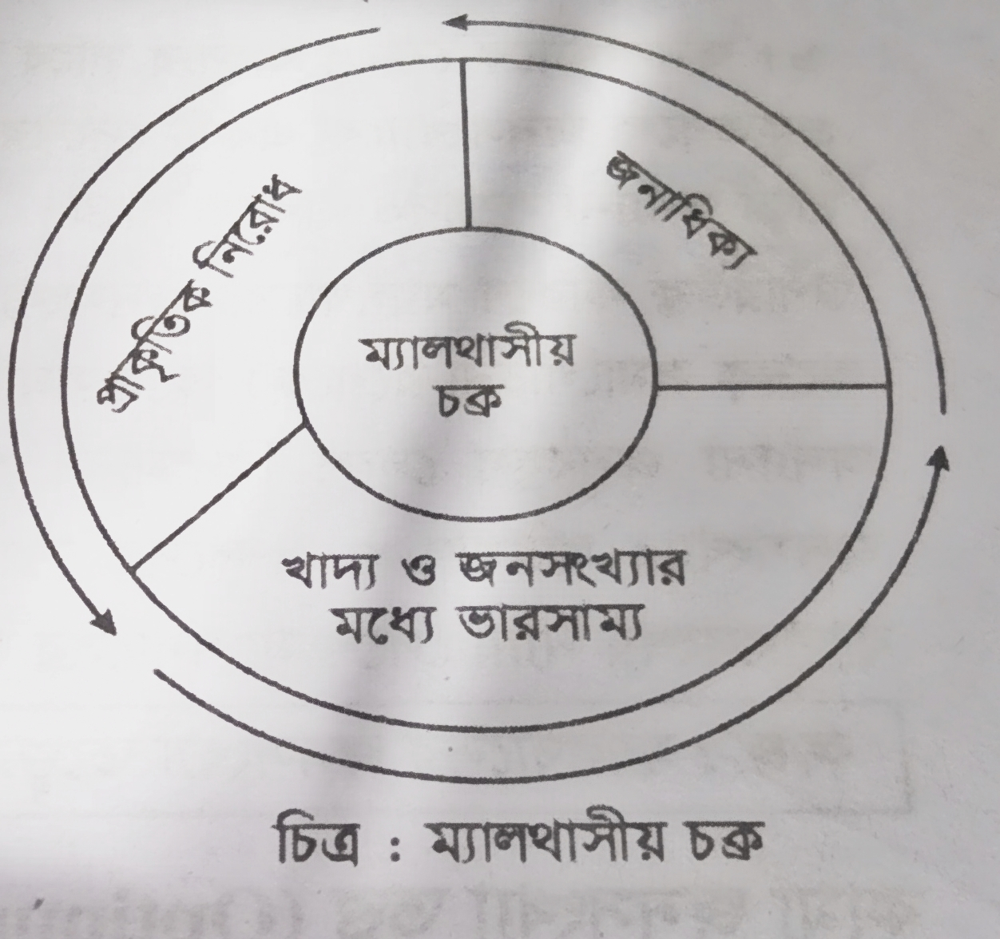 জনাধিক্য
প্রাকৃতিক নিরোধ
ম্যালথাসীয়
চক্র
খাদ্য ও জনসংখ্যার
মধ্যে ভারসাম্য
চিত্র : ম্যালথাসীয় চক্র